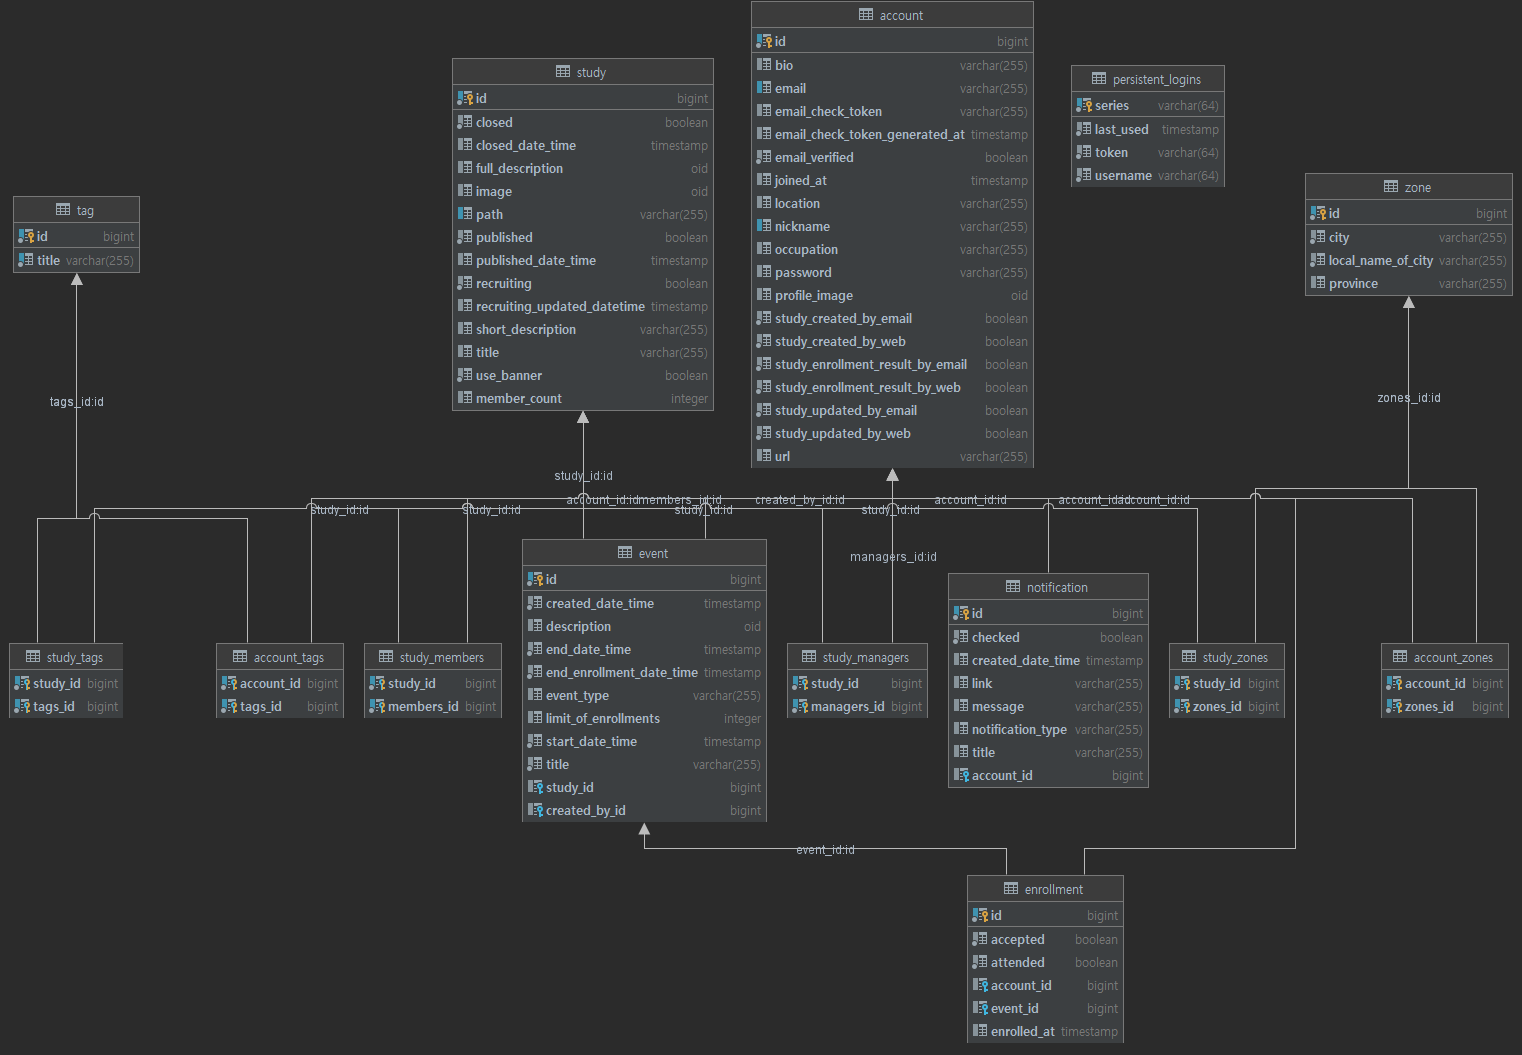 account
id bigint
bio varchar(255)
email varchar(255)
email_check_token varchar(255)
email_check_token_generated_at timestamp
email_verified boolean
joined_at timestamp
location varchar(255)
nickname varchar(255)
occupation varchar(255)
password varchar(255)
profile_image oid
study_created_by_email boolean
study_created_by_web boolean
study_enrollment_result_by_email boolean
study_enrollment_result_by_web boolean
study_updated_by_email boolean
study_updated_by_web boolean
url varchar(255)
study
id bigint
closed boolean
closed_date_time timestamp
full_description oid
image oid
path varchar(255)
published boolean
published_date_time timestamp
recruiting boolean
recruiting_updated_datetime timestamp
short_description varchar(255)
title varchar(255)
use_banner boolean
member_count integer
persistent_logins
series varchar(64)
last_used timestamp
token varchar(64)
username varchar(64)
zone
id bigint
city varchar(255)
local_name_of_city varchar(255)
province varchar(255)
tag
id bigint
title varchar(255)
tags_id:id
zones_id:id
study_id:id
account_id:id
members_id:id
created_by_id:id
account_id:id
account_id:id
account_id:id
study_id:id
study_id:id
study_id:id
study_id:id
managers_id:id
event
id bigint
created_date_time timestamp
description oid
end_date_time timestamp
end_enrollment_date_time timestamp
event_type varchar(255)
limit_of_enrollments integer
start_date_time timestamp
title varchar(255)
study_id bigint
created_by_id bigint
notification
id bigint
checked boolean
created_date_time timestamp
link varchar(255)
message varchar(255)
notification_type varchar(255)
title varchar(255)
account_id bigint
study_tags
study_id bigint
tags_id bigint
account_tags
account_id bigint
tags_id bigint
study_members
study_id bigint
members_id bigint
study_managers
study_id bigint
managers_id bigint
study_zones
study_id bigint
zones_id bigint
account_zones
account_id bigint
zones_id bigint
event_id:id
enrollment
id bigint
accepted boolean
attended boolean
account_id bigint
event_id bigint
enrolled_at timestamp